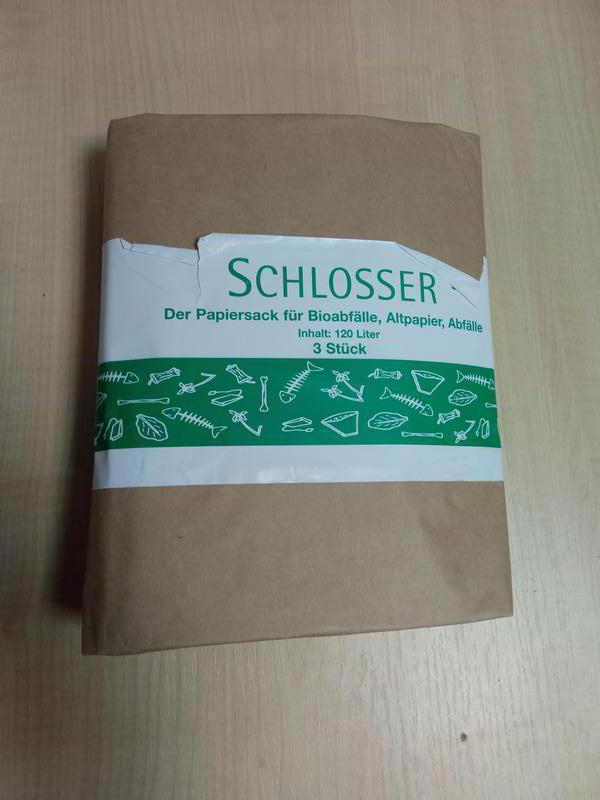 SCHLOSSER
Der Papiersack für Bioabfälle, Altpapier, Abfälle
Inhalt: 120 Liter
3 Stück